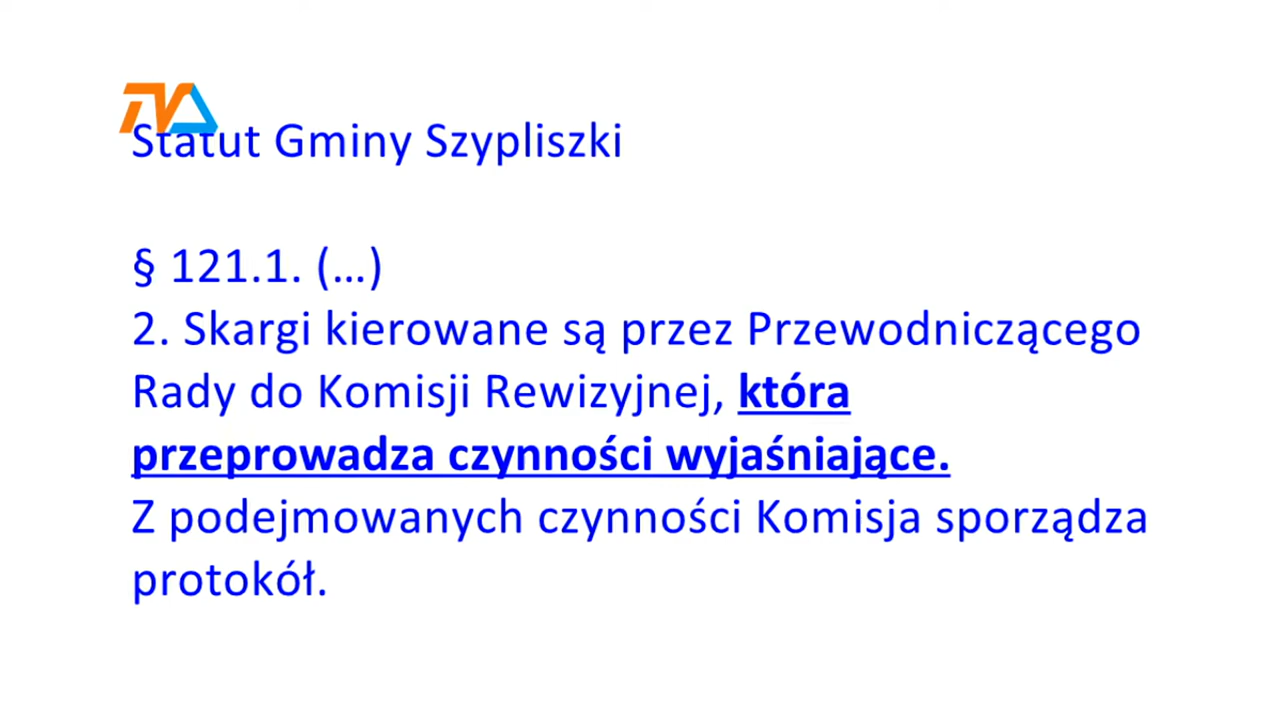 TVA
Statut Gminy Szypliszki
§ 121.1. (…)
2. Skargi kierowane są przez Przewodniczącego
Rady do Komisji Rewizyjnej, która
przeprowadza czynności wyjaśniające.
Z podejmowanych czynności Komisja sporządza
protokół.